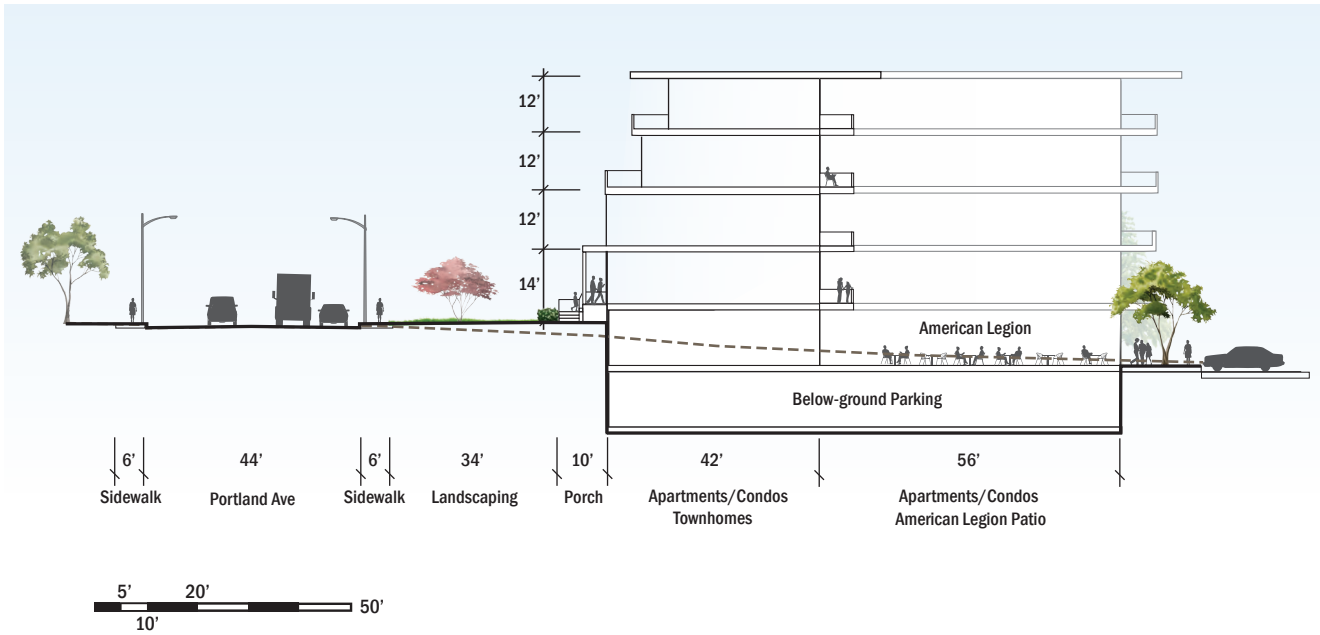 12’
12’
12’
14’
American Legion
Below-ground Parking
6’ 44’ 6’ 34’ 10’ 42’ 56’
Sidewalk Portland Ave Sidewalk Landscaping Porch Apartments/Condos Apartments/Condos
Townhomes American Legion Patio
5’ 20’
50’
10’